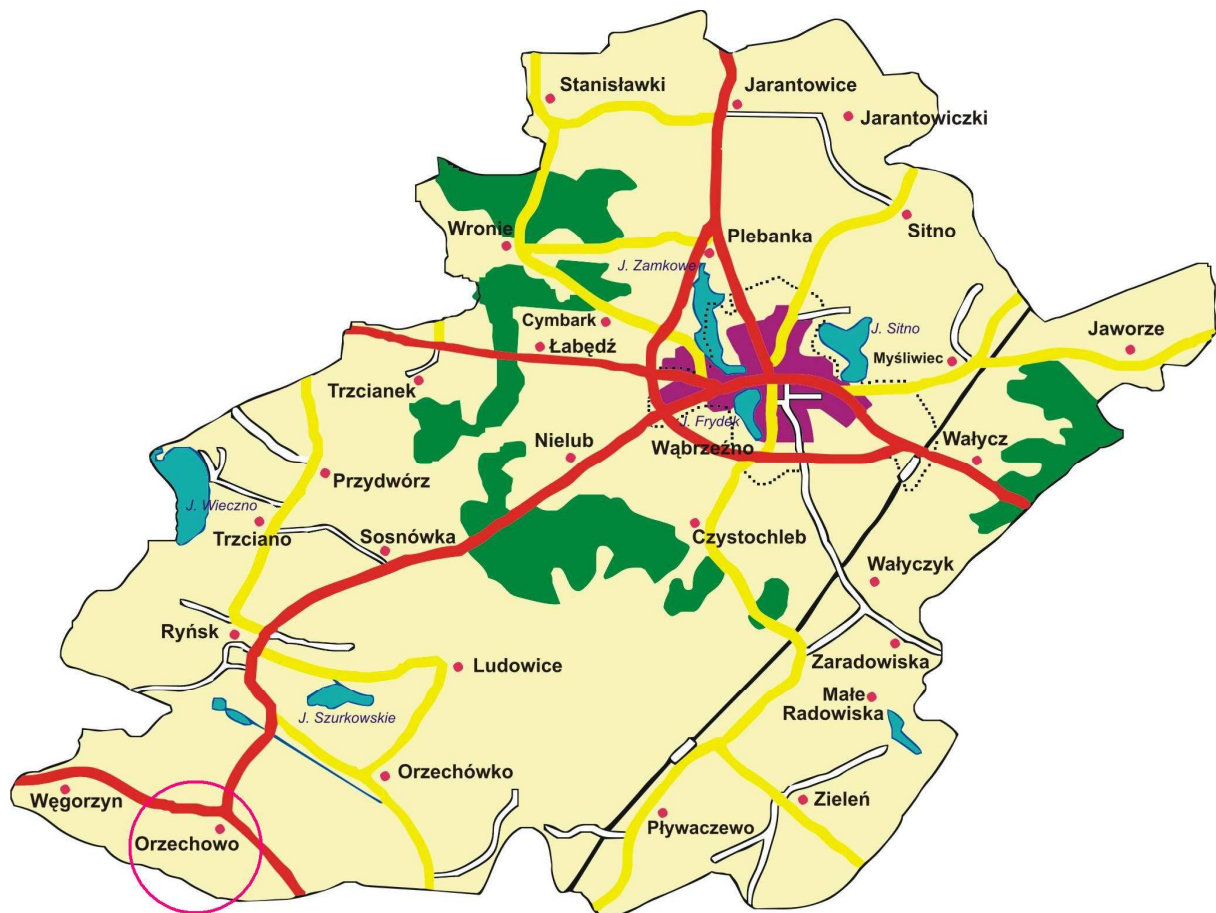 Stanisławki
Jarantowice
Jarantowiczki
Wronie
Plebanka
Sitno
J. Zamkowe
Cymbark
Łabędź
J. Sitno
Jaworze
Myśliwiec
Trzcianek
J. Frydek
Nielub
Wąbrzeźno
Wałycz
Przydwórz
J. Wieczno
Trzciano
Sosnówka
Czystochleb
Wałyczyk
Ryńsk
Ludowice
Zaradowiska
Małe
Radowiska
J. Szurkowskie
Orzechówko
Węgorzyn
Zieleń
Pływaczewo
Orzechowo